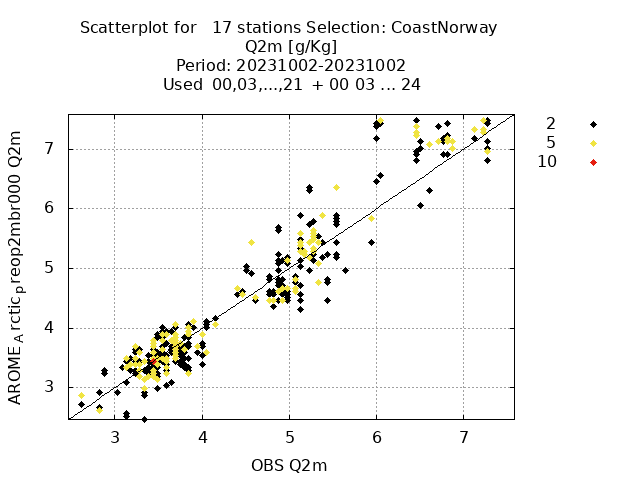 Scatterplot for   17 stations Selection: CoastNorway
Q2m [g/Kg]
Period: 20231002-20231002
Used  00,03,...,21  + 00 03 ... 24
2
5
10
AROME_Arctic_preop2mbr000 Q2m
7
6
5
4
3
3 4 5 6 7
OBS Q2m